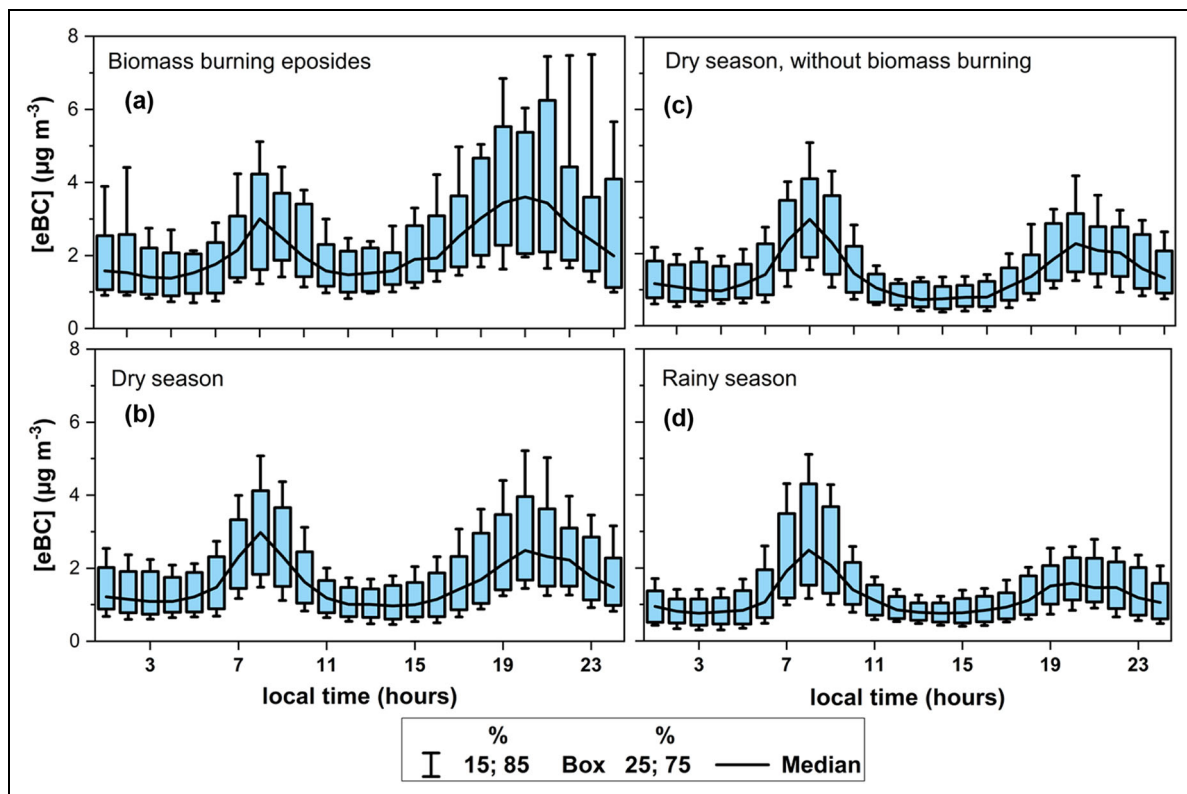 Biomass burning eposides
(a)
[eBC] (µg m-3)
8
6
4
2
0
Dry season, without biomass burning
(c)
Dry season
(b)
[eBC] (µg m-3)
8
6
4
2
0
3 7 11 15 19 23
local time (hours)
Rainy season
(d)
3 7 11 15 19 23
local time (hours)
% %
15; 85 Box 25; 75 Median